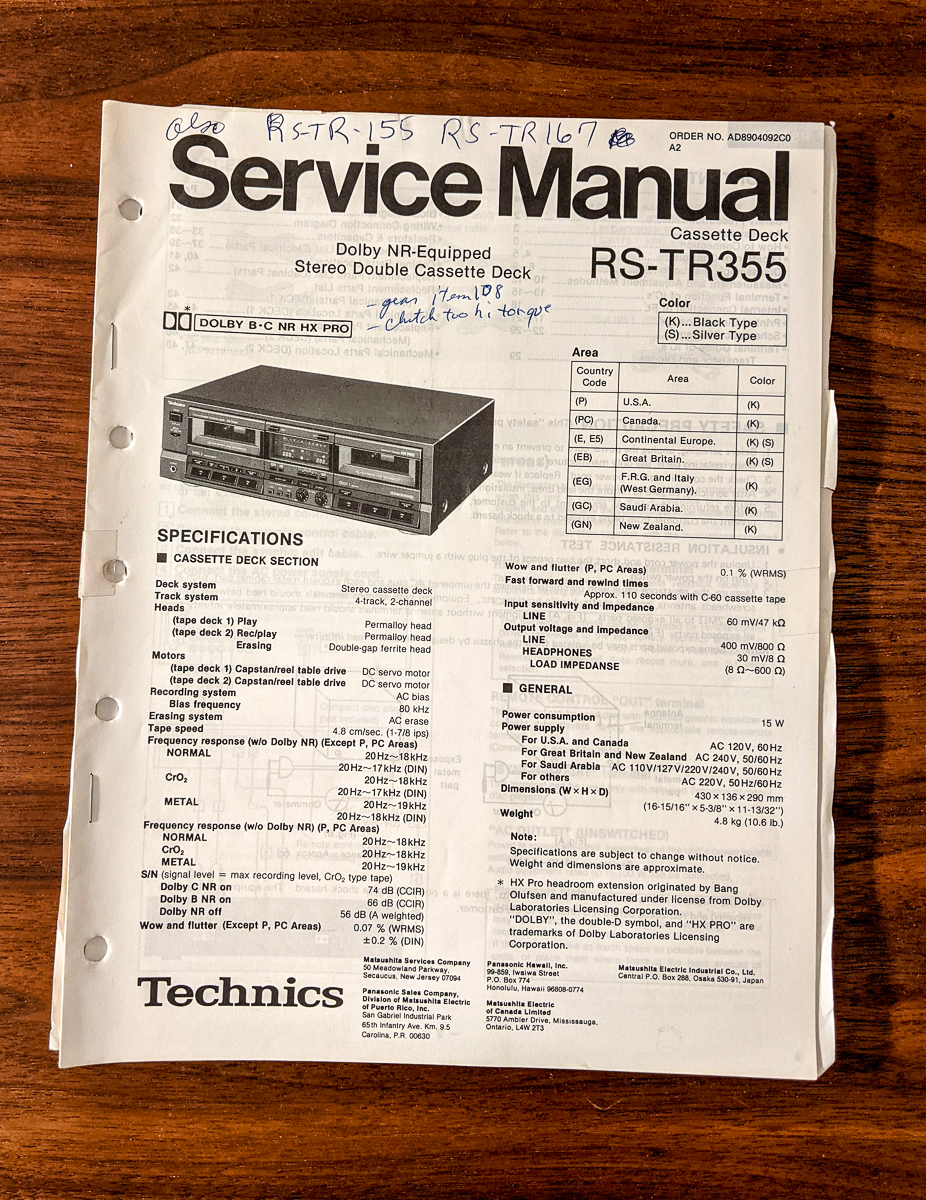 also RS-TR-155 RS-TR167
ORDER NO. AD8904092C0
A2
Service Manual
Cassette Deck
RS-TR355
Dolby NR-Equipped
Stereo Double Cassette Deck
- gear item 108
- clutch too hi torque
*
DOLBY B·C NR HX PRO
Color
(K)...Black Type
(S)...Silver Type
Area
Country Code Area Color
(P) U.S.A. (K)
(PC) Canada. (K)
(E, E5) Continental Europe. (K) (S)
(EB) Great Britain. (K) (S)
(EG) F.R.G. and Italy (West Germany). (K)
(GC) Saudi Arabia. (K)
(GN) New Zealand. (K)
Technics
SPECIFICATIONS
■ CASSETTE DECK SECTION
Deck system Stereo cassette deck
Track system 4-track, 2-channel
Heads
(tape deck 1) Play Permalloy head
(tape deck 2) Rec/play Permalloy head
Erasing Double-gap ferrite head
Motors
(tape deck 1) Capstan/reel table drive DC servo motor
(tape deck 2) Capstan/reel table drive DC servo motor
Recording system AC bias
Bias frequency 80 kHz
Erasing system AC erase
Tape speed 4.8 cm/sec. (1-7/8 ips)
Frequency response (w/o Dolby NR) (Except P, PC Areas)
NORMAL 20Hz~18kHz
20Hz~17kHz (DIN)
CrO₂ 20Hz~18kHz
20Hz~17kHz (DIN)
METAL 20Hz~19kHz
20Hz~18kHz (DIN)
Frequency response (w/o Dolby NR) (P, PC Areas)
NORMAL 20Hz~18kHz
CrO₂ 20Hz~18kHz
METAL 20Hz~19kHz
S/N (signal level = max recording level, CrO₂ type tape)
Dolby C NR on 74 dB (CCIR)
Dolby B NR on 66 dB (CCIR)
Dolby NR off 56 dB (A weighted)
Wow and flutter (Except P, PC Areas) 0.07 % (WRMS)
±0.2 % (DIN)
Wow and flutter (P, PC Areas) 0.1 % (WRMS)
Fast forward and rewind times
Approx. 110 seconds with C-60 cassette tape
Input sensitivity and impedance
LINE 60 mV/47 kΩ
Output voltage and impedance
LINE 400 mV/800 Ω
HEADPHONES 30 mV/8 Ω
LOAD IMPEDANSE (8 Ω~600 Ω)
■ GENERAL
Power consumption 15 W
Power supply
For U.S.A. and Canada AC 120V, 60Hz
For Great Britain and New Zealand AC 240V, 50/60Hz
For Saudi Arabia AC 110V/127V/220V/240V, 50/60Hz
For others AC 220V, 50Hz/60Hz
Dimensions (W×H×D) 430×136×290 mm
(16-15/16"×5-3/8"×11-13/32")
Weight 4.8 kg (10.6 lb.)
Note:
Specifications are subject to change without notice.
Weight and dimensions are approximate.
* HX Pro headroom extension originated by Bang
Olufsen and manufactured under license from Dolby
Laboratories Licensing Corporation.
"DOLBY", the double-D symbol, and "HX PRO" are
trademarks of Dolby Laboratories Licensing
Corporation.
Technics
Matsushita Services Company
50 Meadowland Parkway,
Secaucus, New Jersey 07094
Panasonic Sales Company,
Division of Matsushita Electric
of Puerto Rico, Inc.
San Gabriel Industrial Park
65th Infantry Ave. Km. 9.5
Carolina, P.R. 00630
Panasonic Hawaii, Inc.
99-859, Iwaiwa Street
P.O. Box 774
Honolulu, Hawaii 96808-0774
Matsushita Electric
of Canada Limited
5770 Ambler Drive, Mississauga,
Ontario, L4W 2T3
Matsushita Electric Industrial Co., Ltd.
Central P.O. Box 288, Osaka 530-91, Japan